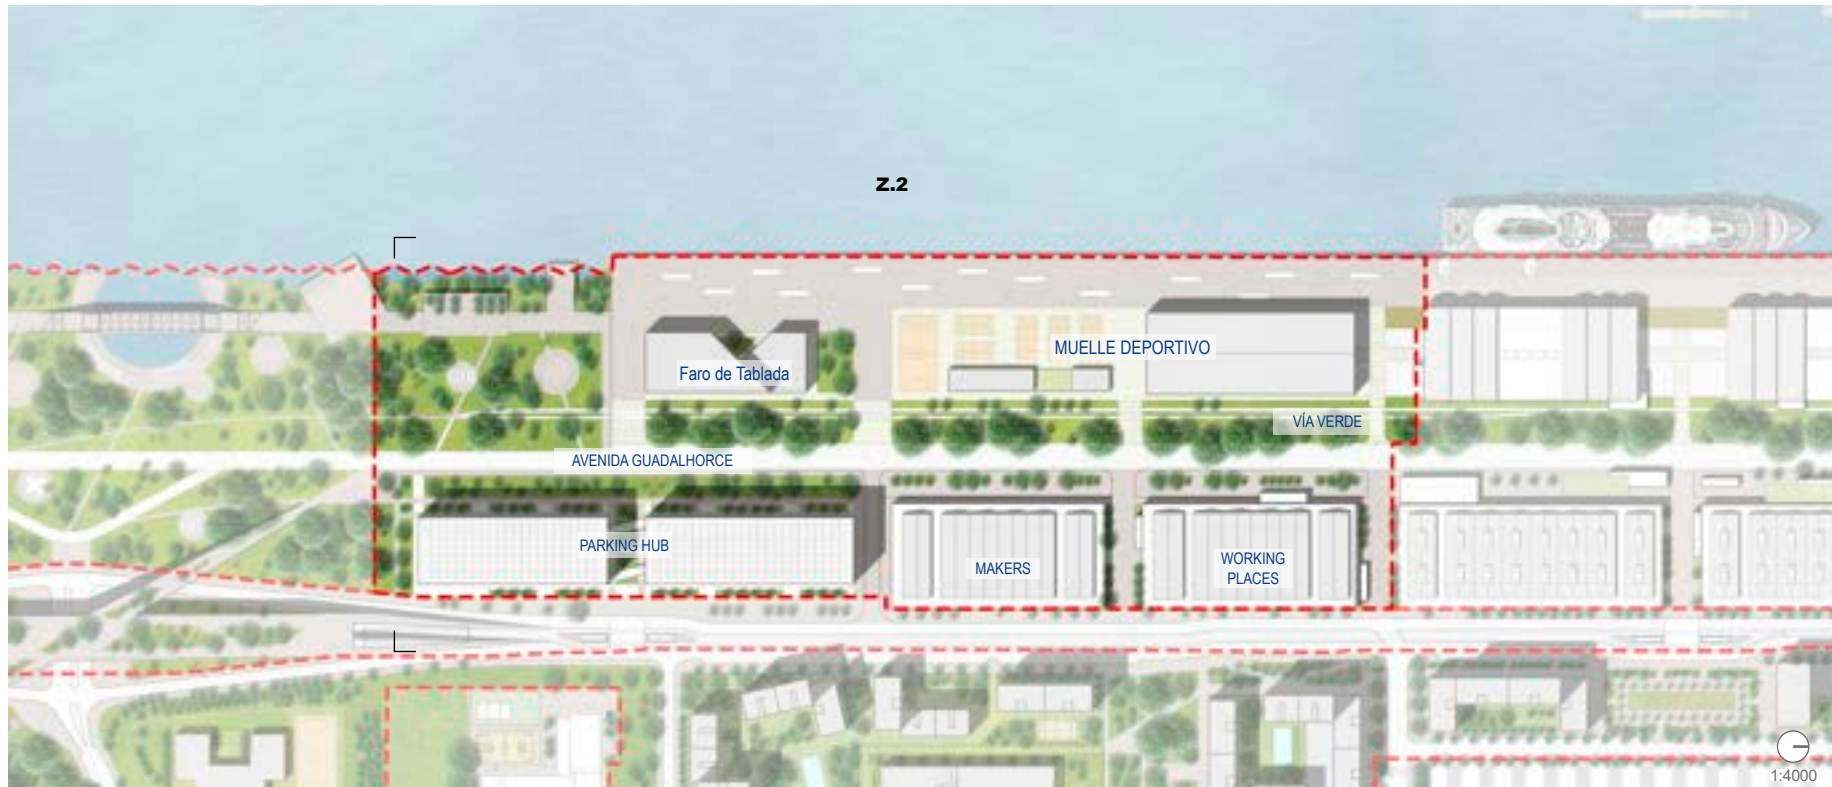 Z.2
MUELLE DEPORTIVO
Faro de Tablada
VÍA VERDE
AVENIDA GUADALHORCE
PARKING HUB
MAKERS
WORKING
PLACES
1:4000